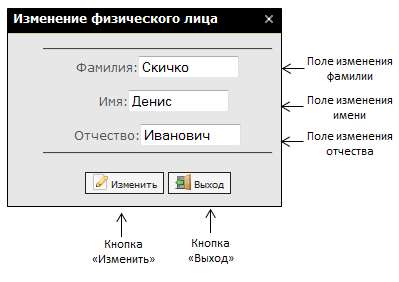 Изменение физического лица
Фамилия: Скичко
Поле изменения
фамилии
Имя: Денис
Поле изменения
имени
Отчество: Иванович
Поле изменения
отчества
Изменить
Выход
Кнопка
«Изменить»
Кнопка
«Выход»